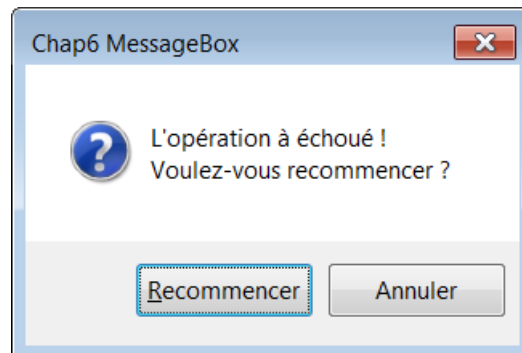 Chap6 MessageBox
L'opération à échoué !
Voulez-vous recommencer ?
Recommencer
Annuler